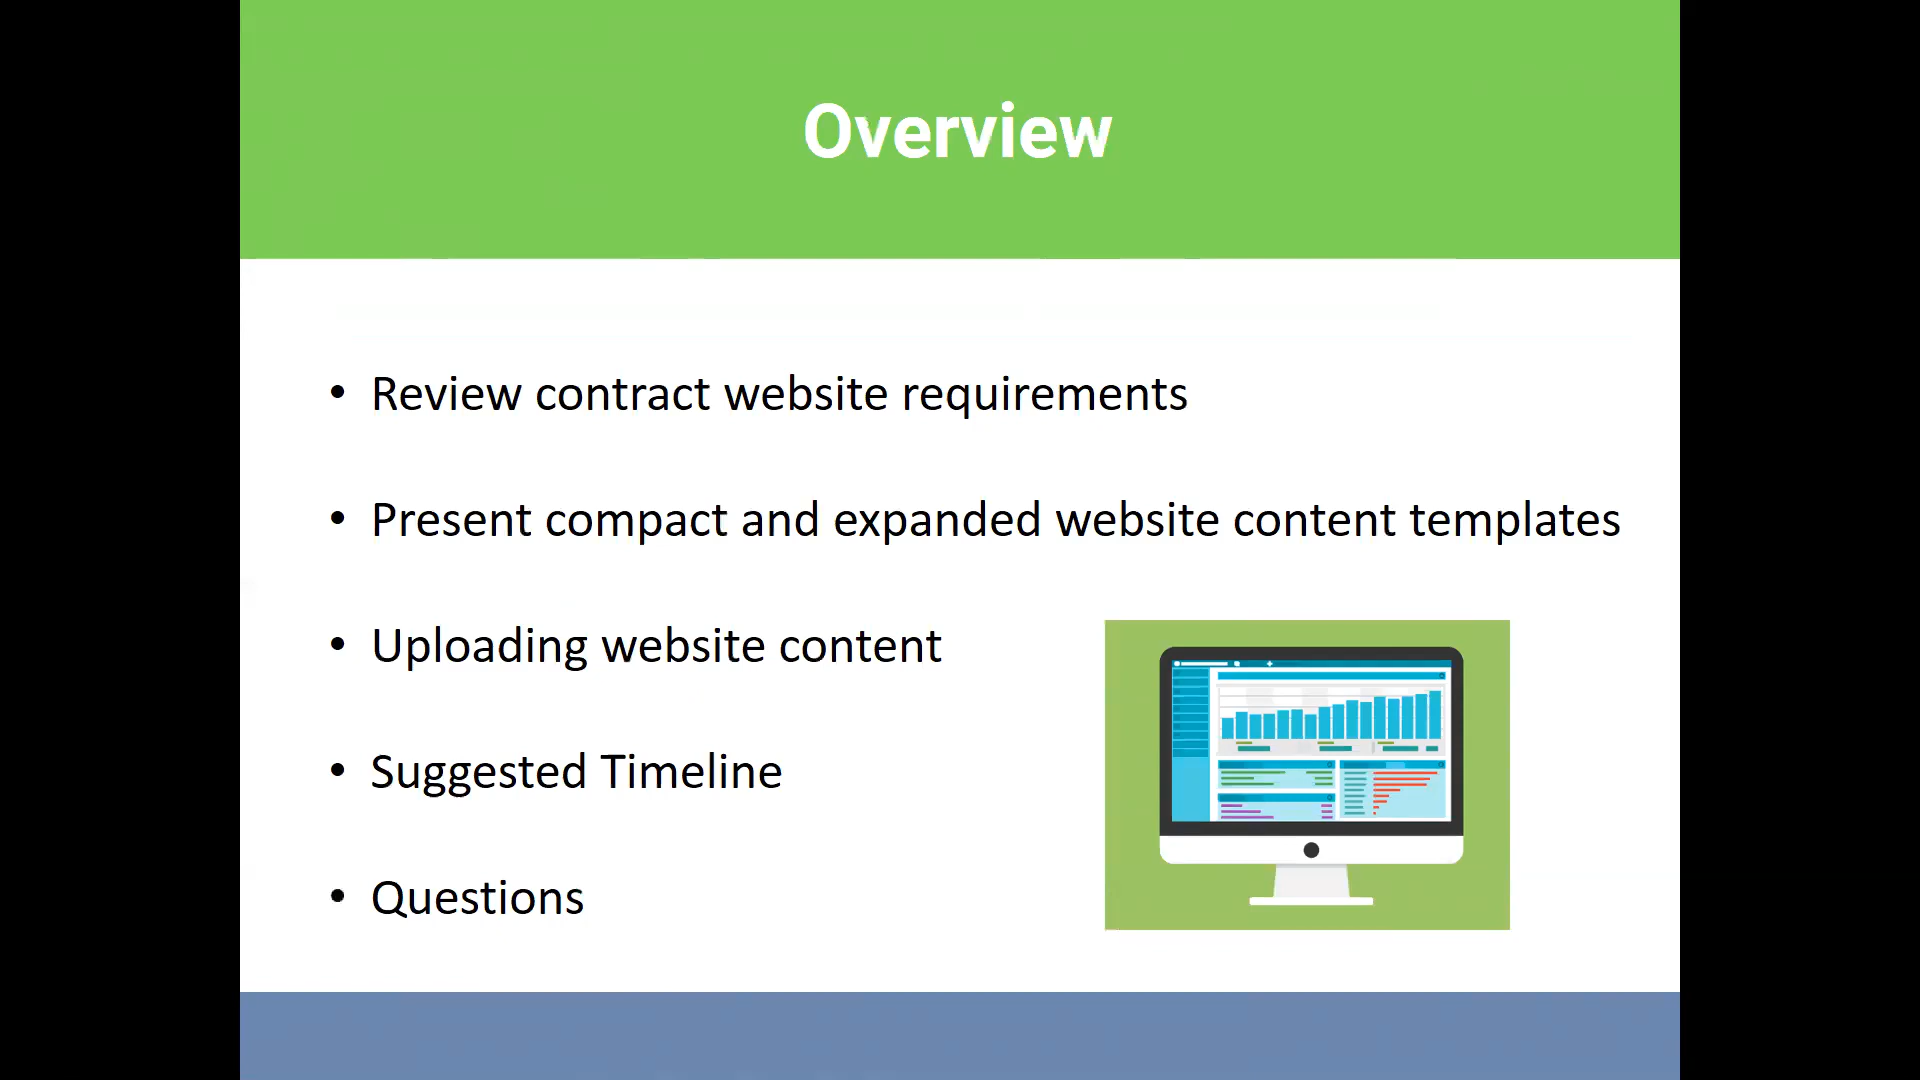 Overview
• Review contract website requirements
• Present compact and expanded website content templates
• Uploading website content
• Suggested Timeline
• Questions